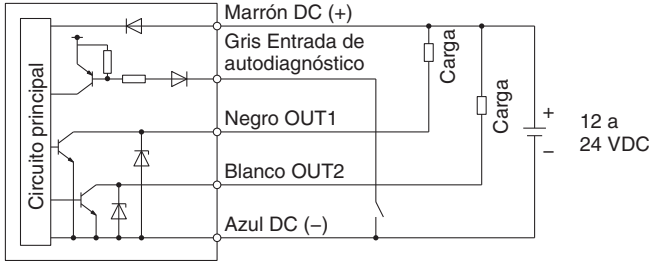 Marrón DC (+)
Gris Entrada de
autodiagnóstico
Negro OUT1
Blanco OUT2
Azul DC (−)
Circuito principal
Carga
Carga
+
−
12 a
24 VDC